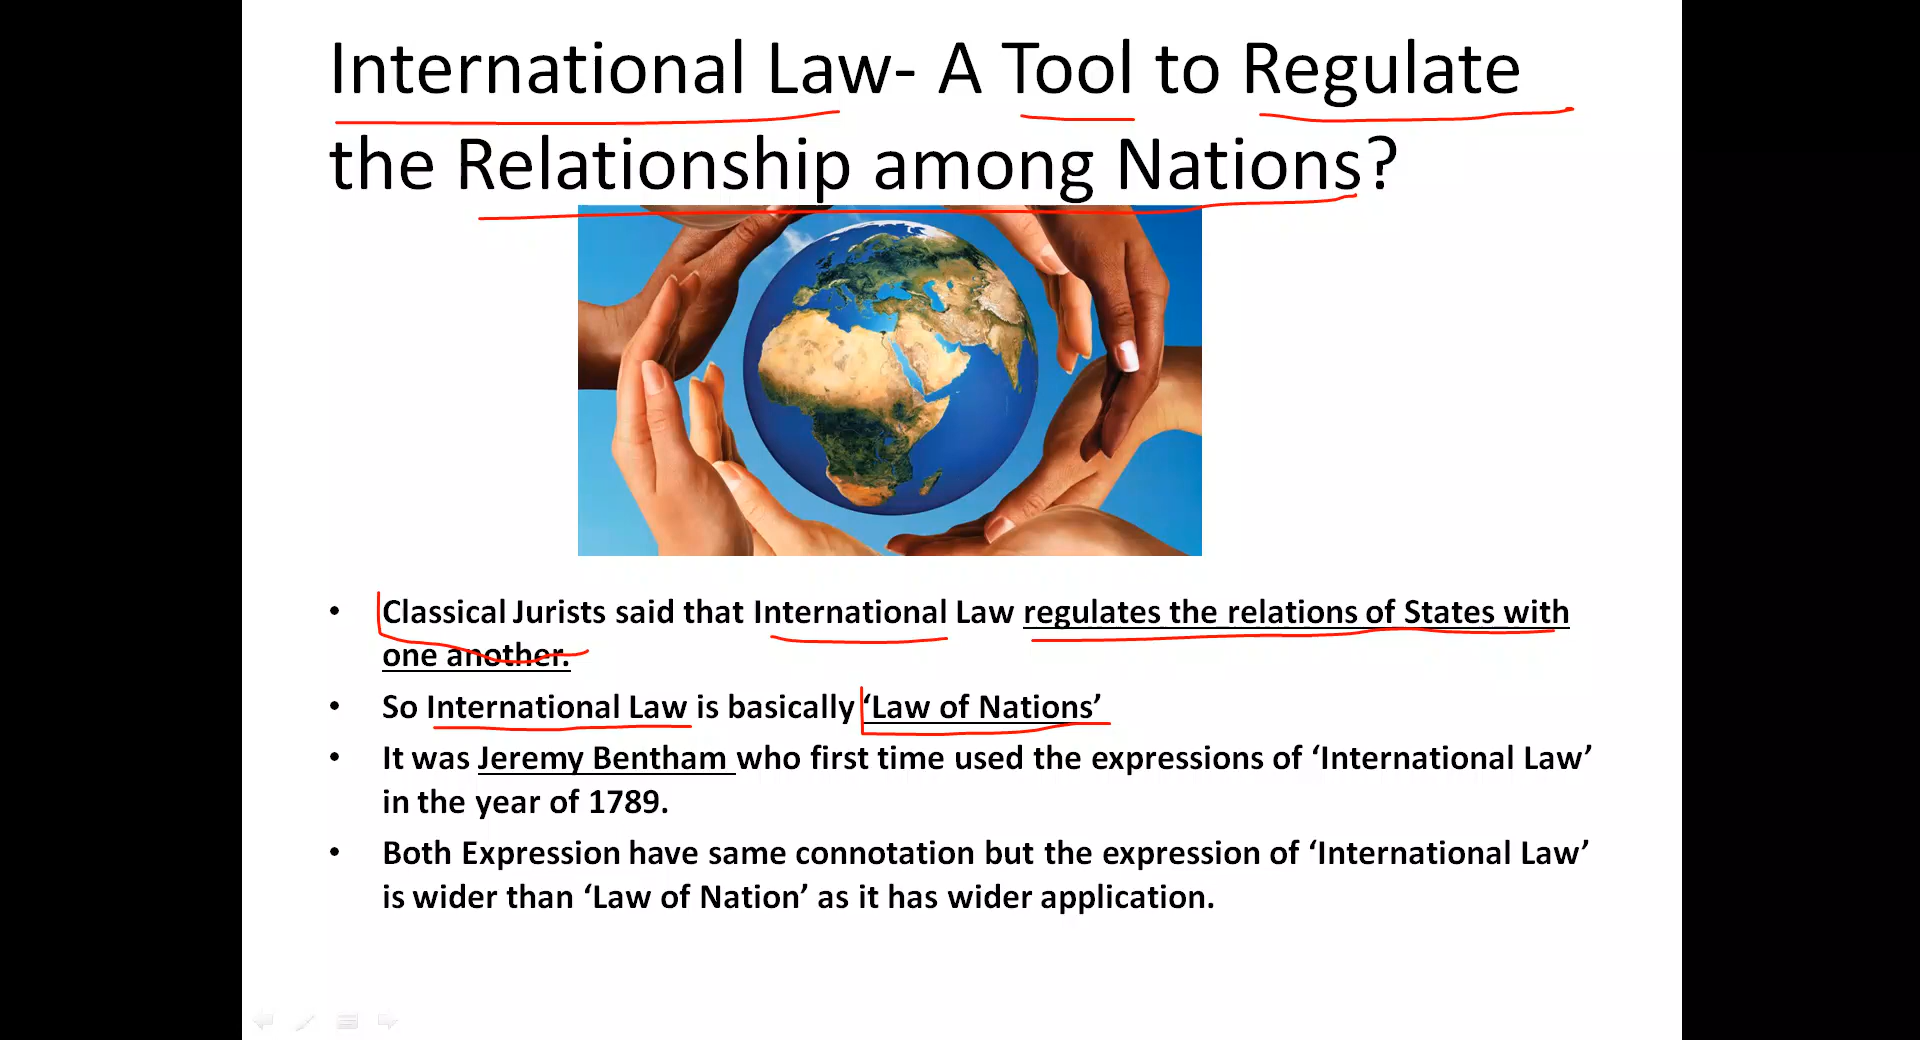 International Law- A Tool to Regulate
the Relationship among Nations?
• Classical Jurists said that International Law regulates the relations of States with
one another.
• So International Law is basically ‘Law of Nations’
• It was Jeremy Bentham who first time used the expressions of ‘International Law’
in the year of 1789.
• Both Expression have same connotation but the expression of ‘International Law’
is wider than ‘Law of Nation’ as it has wider application.